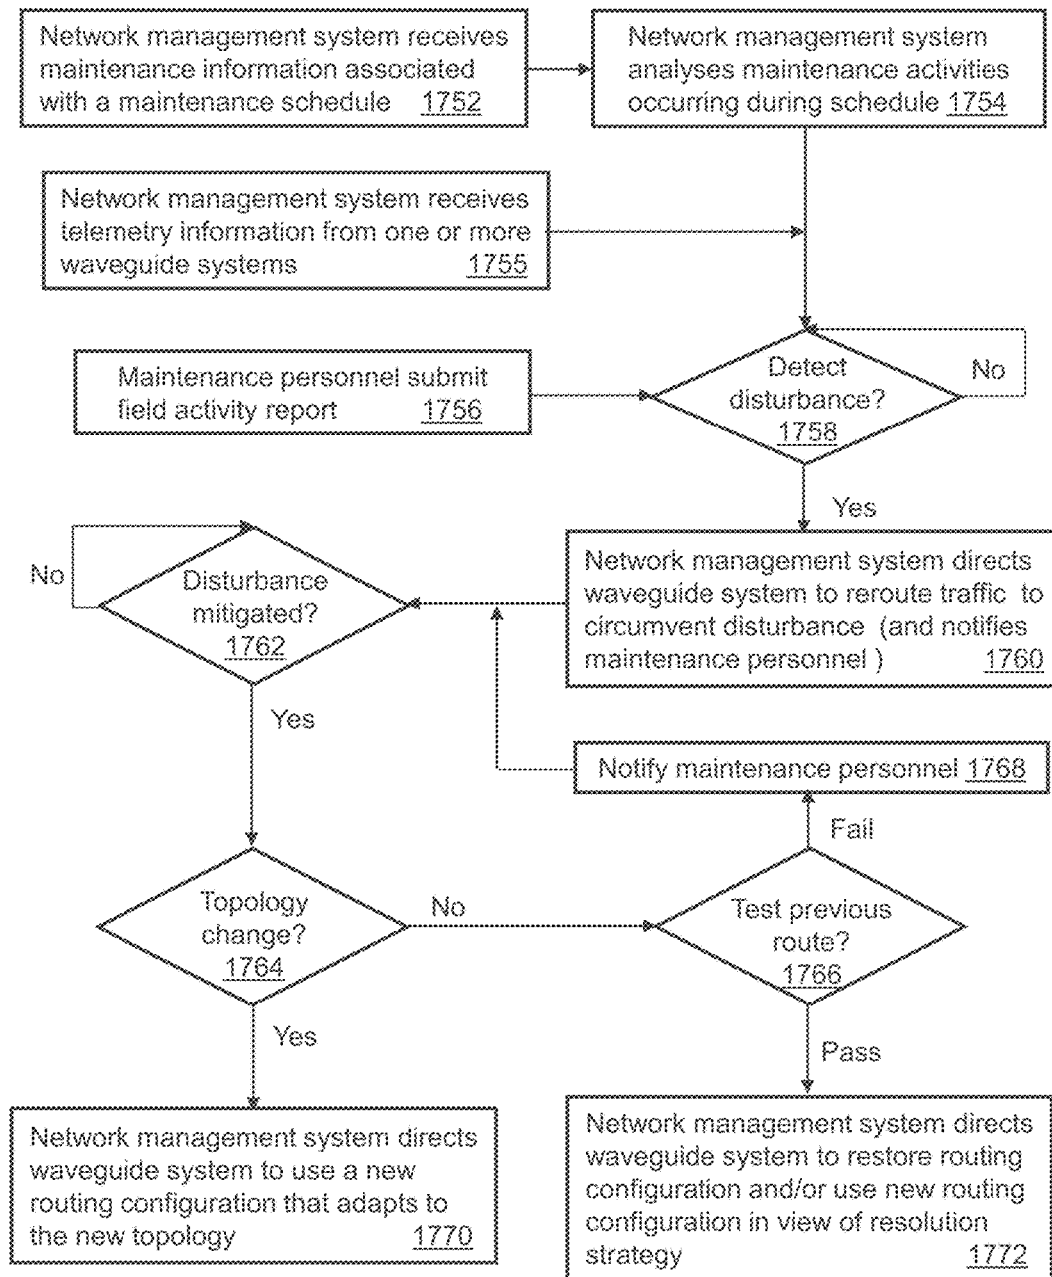 Network management system receives
maintenance information associated
with a maintenance schedule 1752
Network management system
analyses maintenance activities
occurring during schedule 1754
Network management system receives
telemetry information from one or more
waveguide systems 1755
Maintenance personnel submit
field activity report 1756
Detect
disturbance?
1758
No
Yes
Network management system directs
waveguide system to reroute traffic to
circumvent disturbance (and notifies
maintenance personnel ) 1760
Disturbance
mitigated?
1762
No
Yes
Notify maintenance personnel 1768
Fail
Topology
change?
1764
No
Test previous
route?
1766
Yes
Pass
Network management system directs
waveguide system to use a new
routing configuration that adapts to
the new topology 1770
Network management system directs
waveguide system to restore routing
configuration and/or use new routing
configuration in view of resolution
strategy 1772